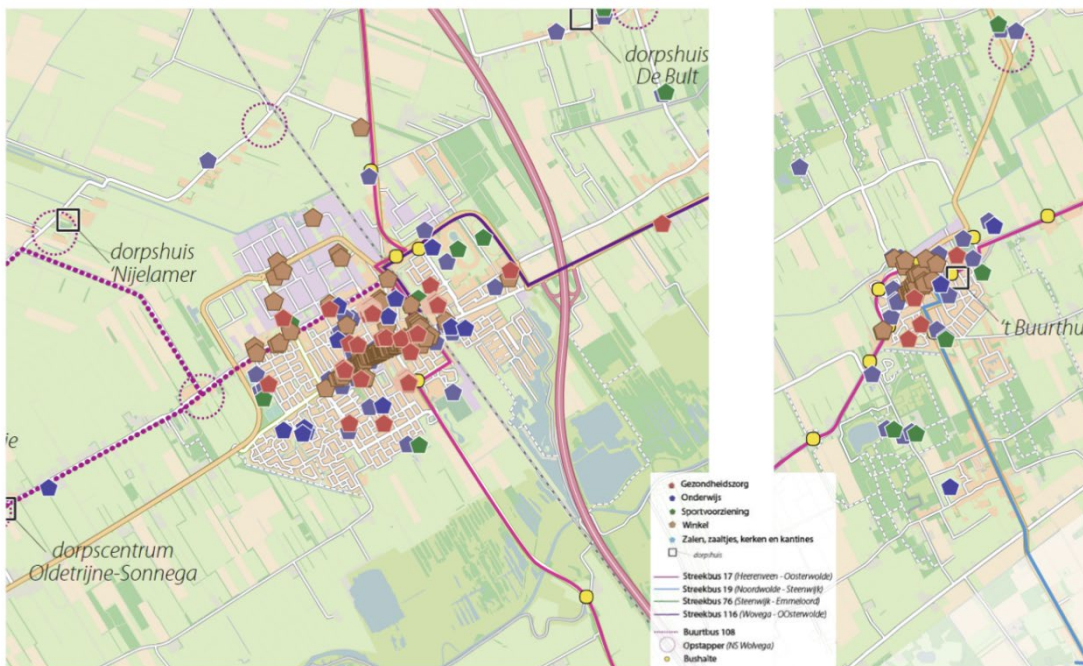 dorpshuis
De Bult
dorpshuis
'Nijelamer
ie
dorpscentrum
Oldetrijne-Sonnega
't Buurthu
Gezondheidszorg
Onderwijs
Sportvoorziening
Winkel
Zalen, zaaltjes, kerken en kantines
dorpshuis
Streekbus 17 (Heerenveen - Oosterwolde)
Streekbus 19 (Noordwolde - Steenwijk)
Streekbus 76 (Steenwijk - Emmeloord)
Streekbus 116 (Wovega - OOsterwolde)
Buurtbus 108
Opstapper (NS Wolvega)
Bushalte